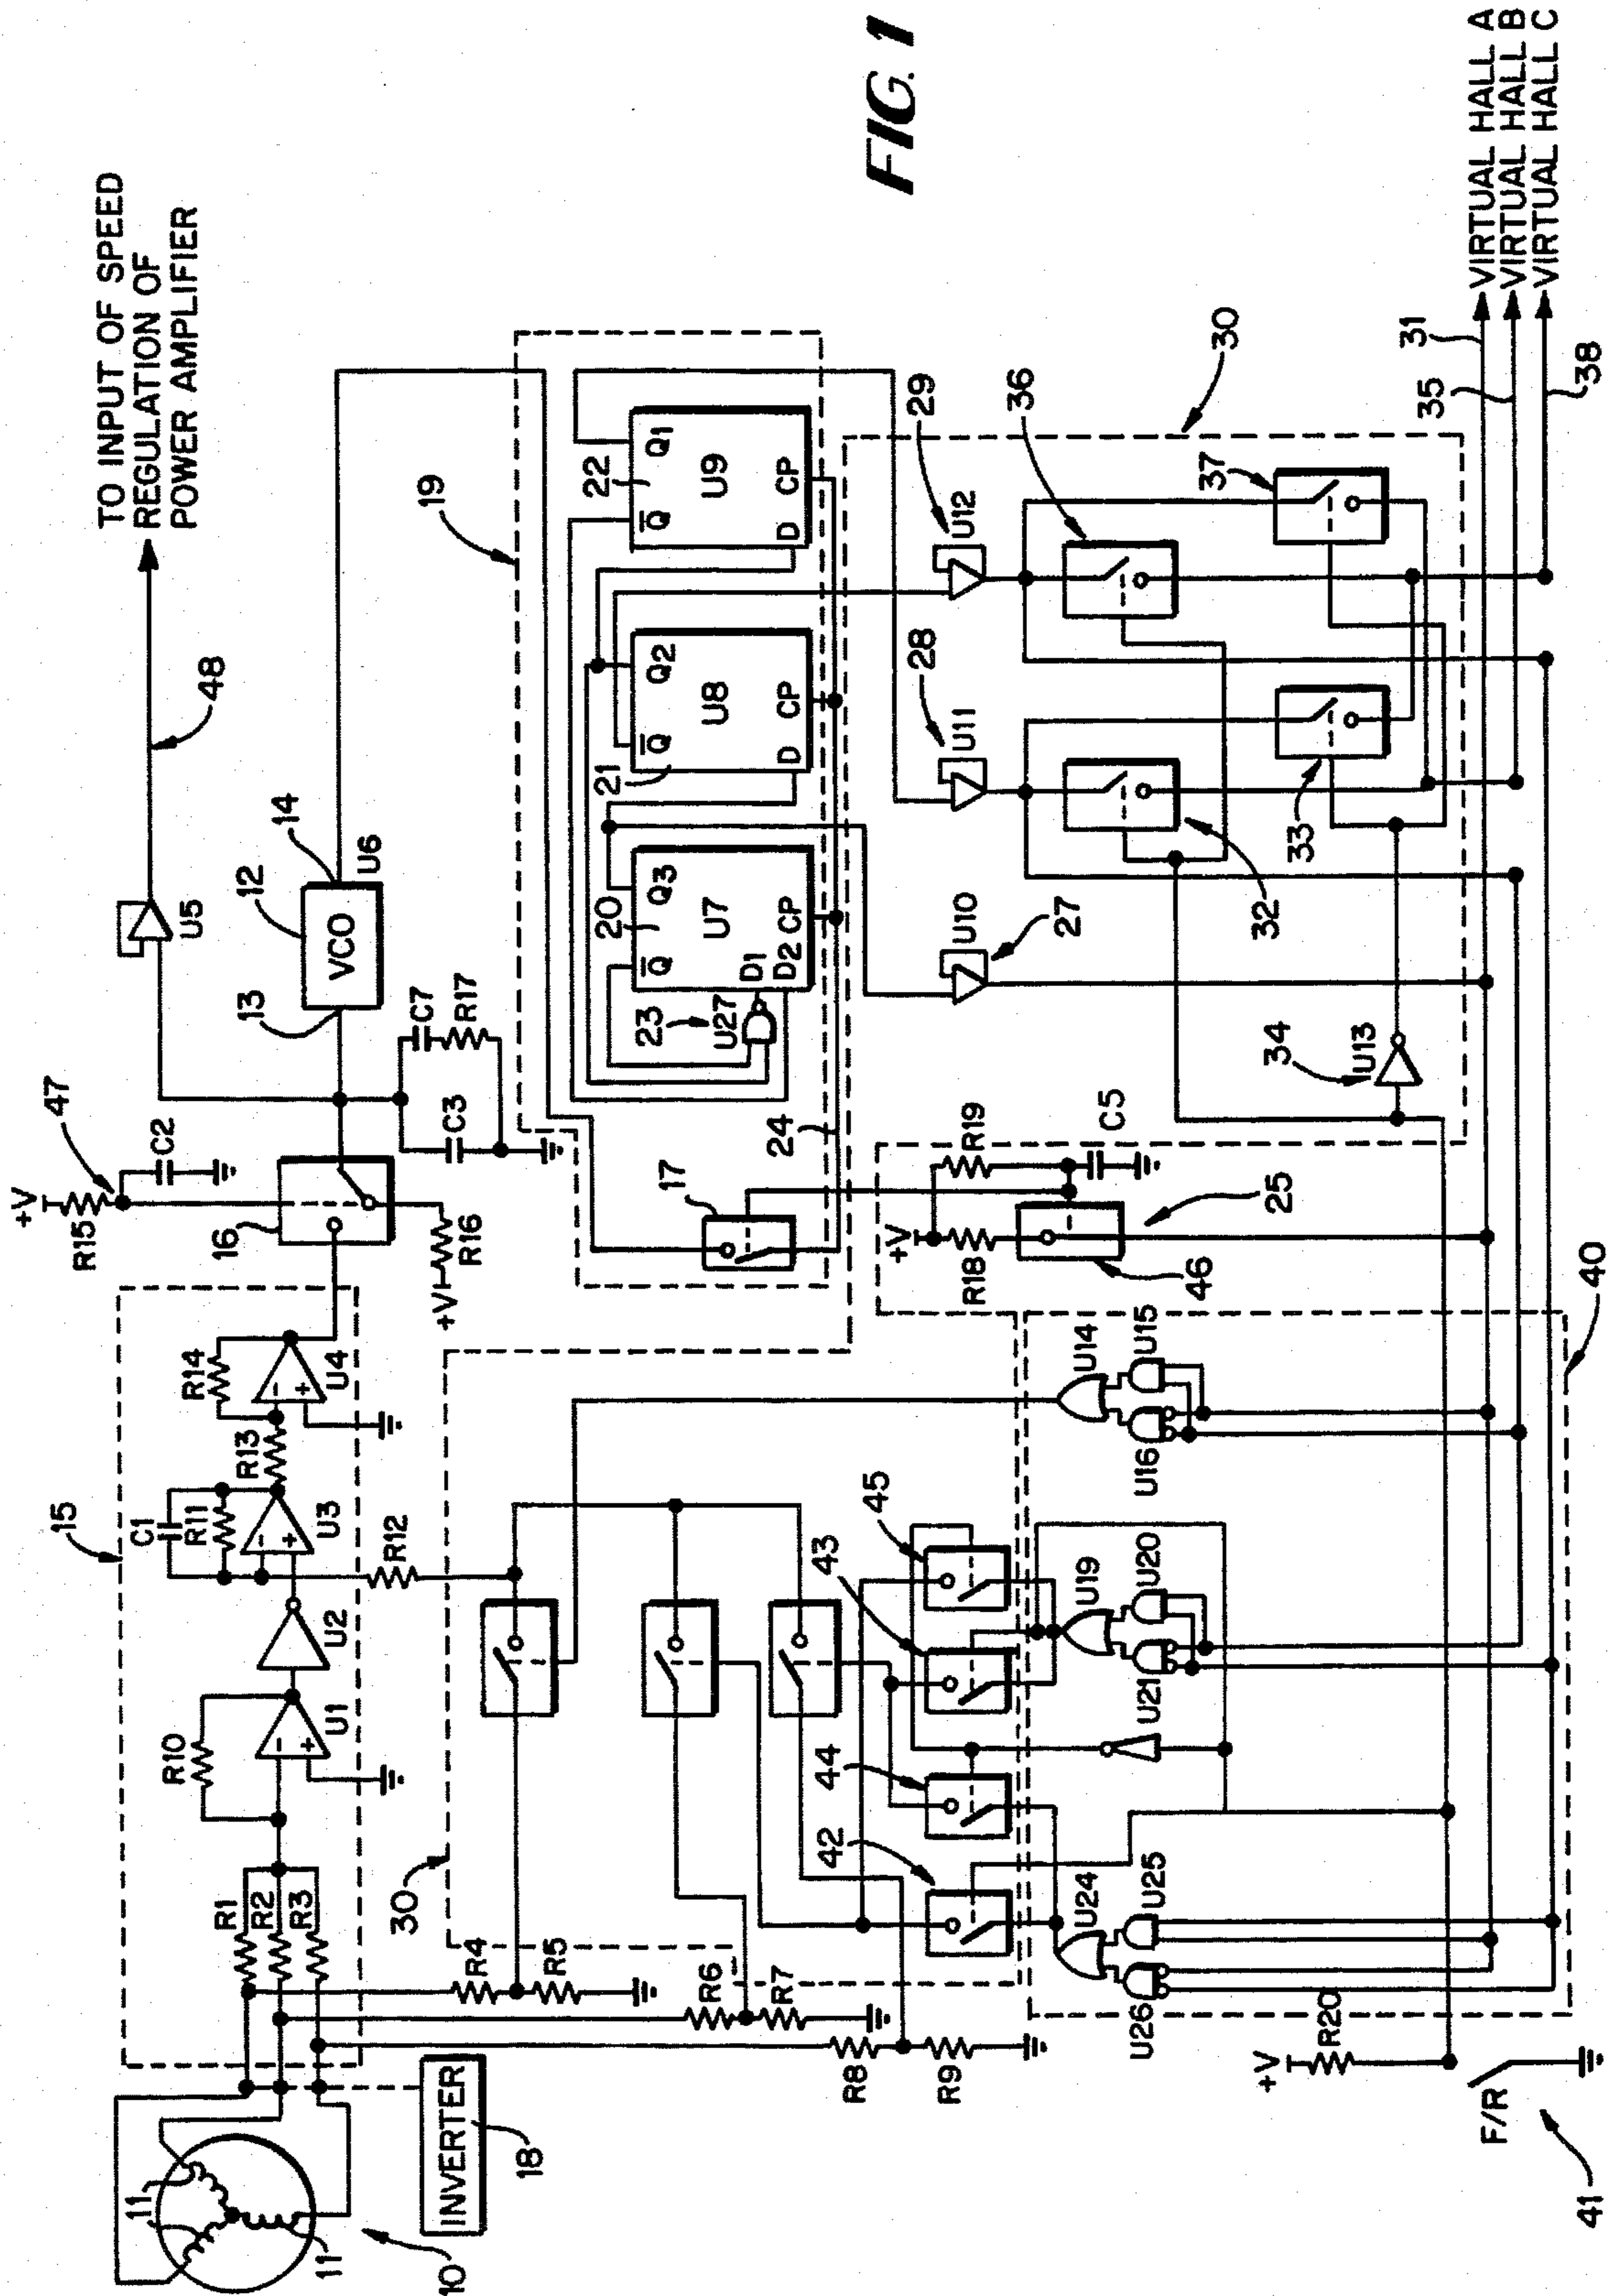 FIG. 1
TO INPUT OF SPEED
REGULATION OF
POWER AMPLIFIER
48
U5
47
+V
R15
C2
16
+V
R16
13
12
14
VCO
U6
C3
C7
R17
15
R1
R2
R3
R10
-
+
U1
U2
C1
R11
-
+
U3
R12
R13
R14
-
+
U4
11
11
11
10
INVERTER
18
19
17
24
23
U27
20
Q̅
Q3
U7
D1
D2
CP
21
Q̅
Q2
U8
D
CP
22
Q̅
Q1
U9
D
CP
30
R4
R5
R6
R7
R8
R9
42
44
43
45
+V
R18
R19
C5
46
25
U10
27
28
U11
29
U12
30
32
33
36
37
34
U13
U24
U25
U26
U19
U20
U21
U14
U15
U16
40
+V
R20
F/R
41
31
35
38
VIRTUAL HALL A
VIRTUAL HALL B
VIRTUAL HALL C